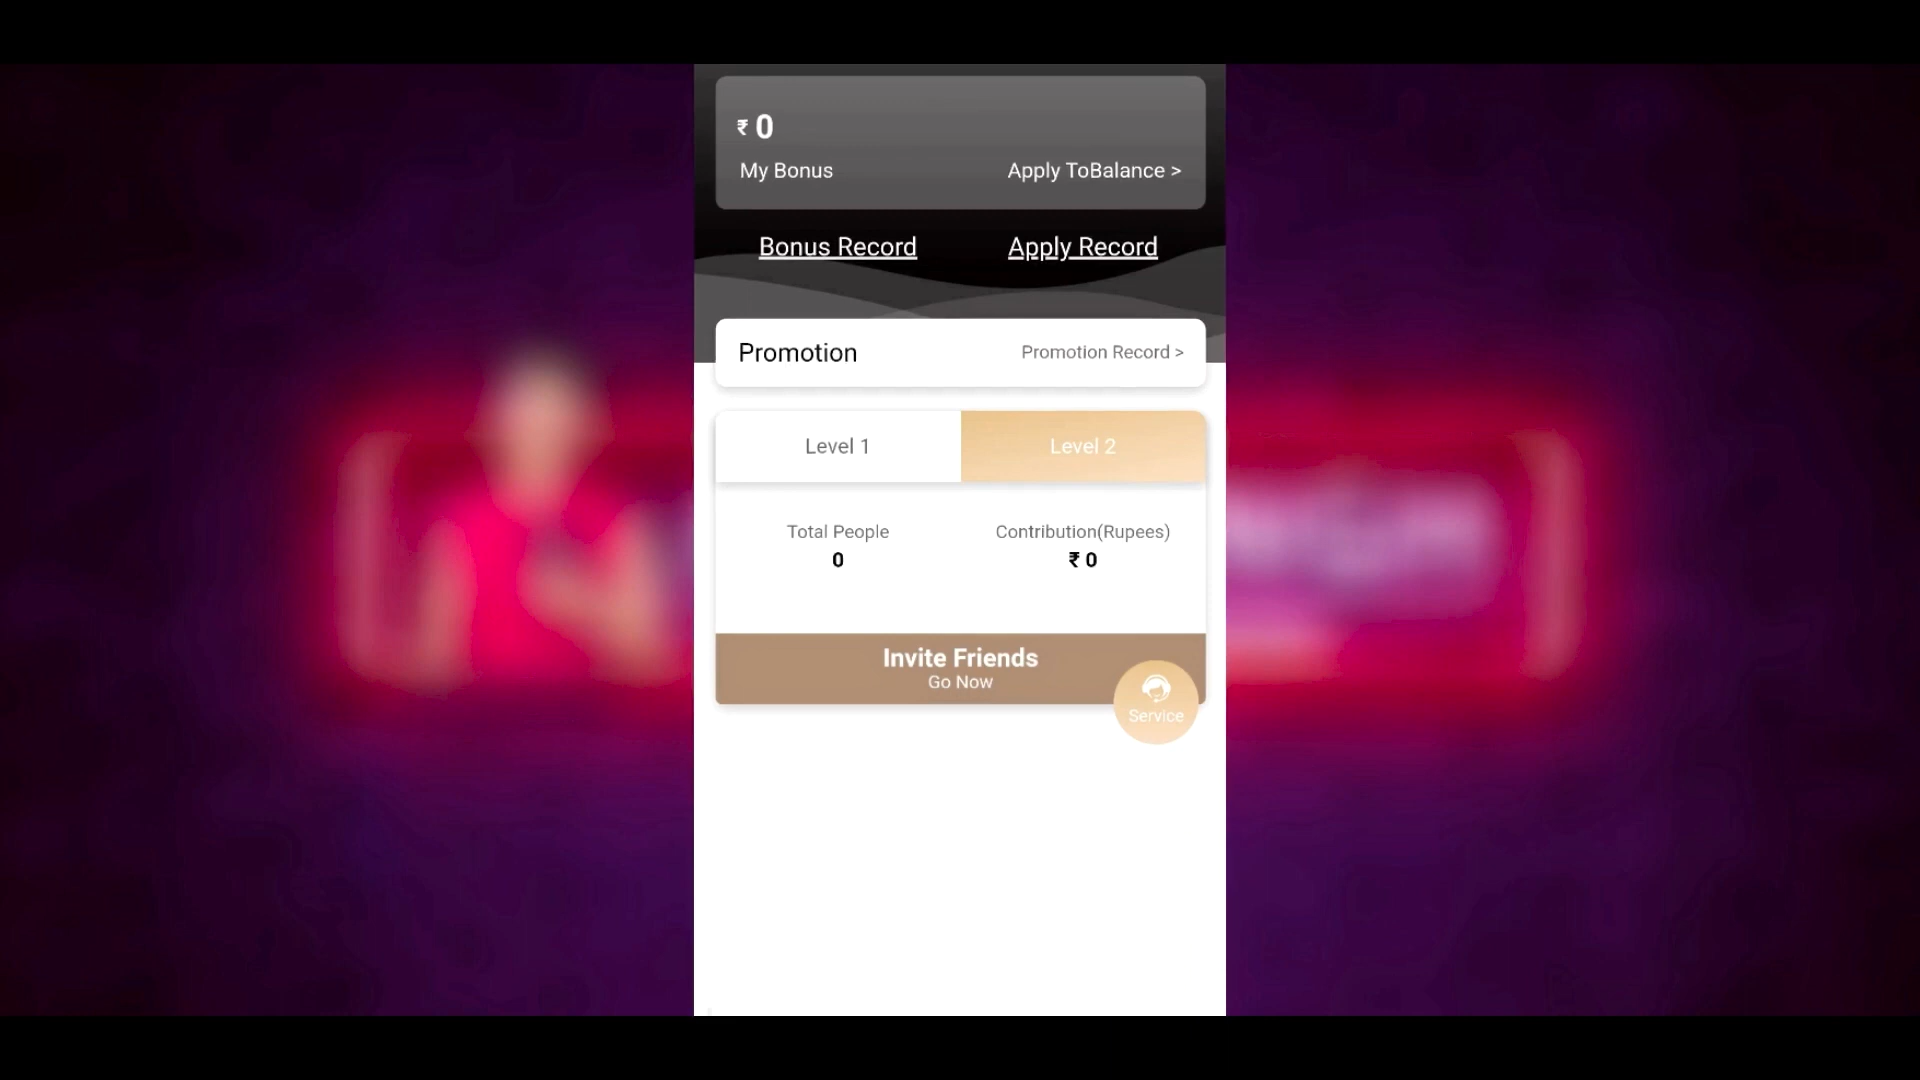 ₹ 0
My Bonus
Apply ToBalance >
Bonus Record
Apply Record
Promotion
Promotion Record >
Level 1
Level 2
Total People
Contribution(Rupees)
0
₹ 0
Invite Friends
Go Now
Service